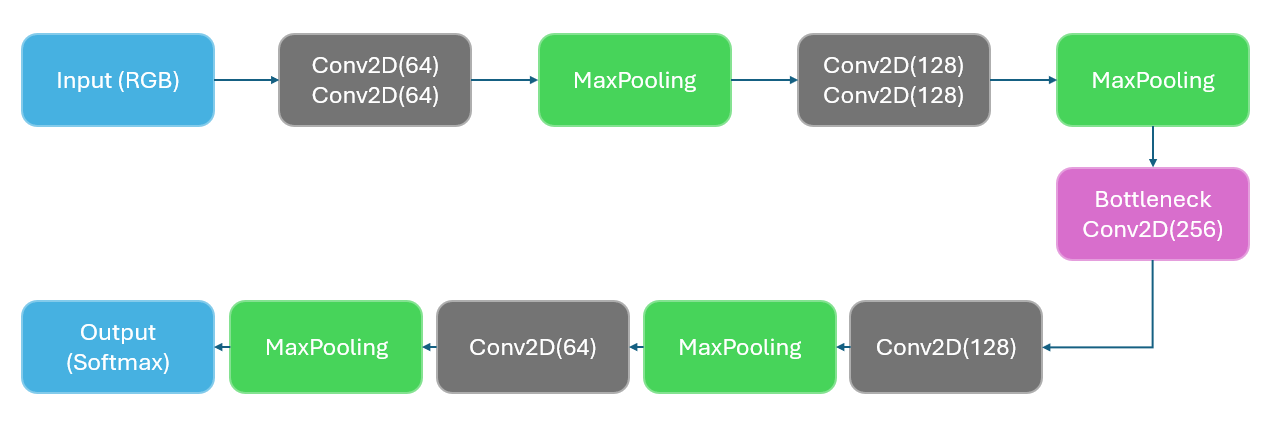 Input (RGB)
Conv2D(64)
Conv2D(64)
MaxPooling
Conv2D(128)
Conv2D(128)
MaxPooling
Bottleneck
Conv2D(256)
Conv2D(128)
MaxPooling
Conv2D(64)
MaxPooling
Output
(Softmax)